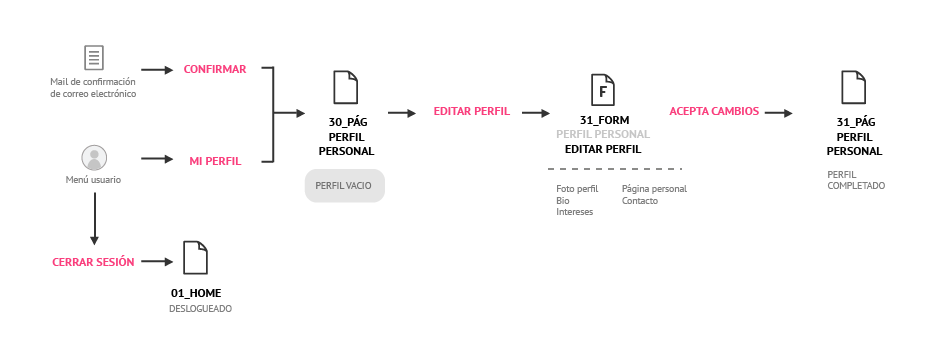 Mail de confirmación
de correo electrónico
CONFIRMAR
Menú usuario
MI PERFIL
CERRAR SESIÓN
01_HOME
DESLOGUEADO
30_PÁG
PERFIL
PERSONAL
PERFIL VACIO
EDITAR PERFIL
F
31_FORM
PERFIL PERSONAL
EDITAR PERFIL
Foto perfil
Bio
Intereses
Página personal
Contacto
ACEPTA CAMBIOS
31_PÁG
PERFIL
PERSONAL
PERFIL
COMPLETADO